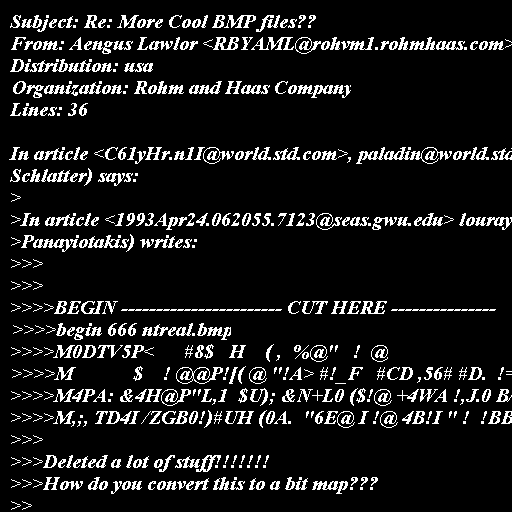 Subject: Re: More Cool BMP files??
From: Aengus Lawlor <RBYAML@rohvm1.rohmhaas.com>
Distribution: usa
Organization: Rohm and Haas Company
Lines: 36
In article <C61yHr.n1I@world.std.com>, paladin@world.std
Schlatter) says:
>
>In article <1993Apr24.062055.7123@seas.gwu.edu> louray
>Panayiotakis) writes:
>>>
>>>
>>>>BEGIN ----------------------- CUT HERE ---------------
>>>>begin 666 ntreal.bmp
>>>>M0DTV5P< #8$ H ( , %@" ! @
>>>>M $ ! @@P!![( @ "!A> #!_F #CD ,56# #D. !=
>>>>M4PA: &4H@P"L,1 $U); &N+L0 ($!@ +4WA !,J.0 B/
>>>>M,;, TD4I /ZGB0!)#UH (0A. "6E@ I !@ 4B!I " ! !BB
>>>
>>>Deleted a lot of stuff!!!!!!!
>>>How do you convert this to a bit map???
>>